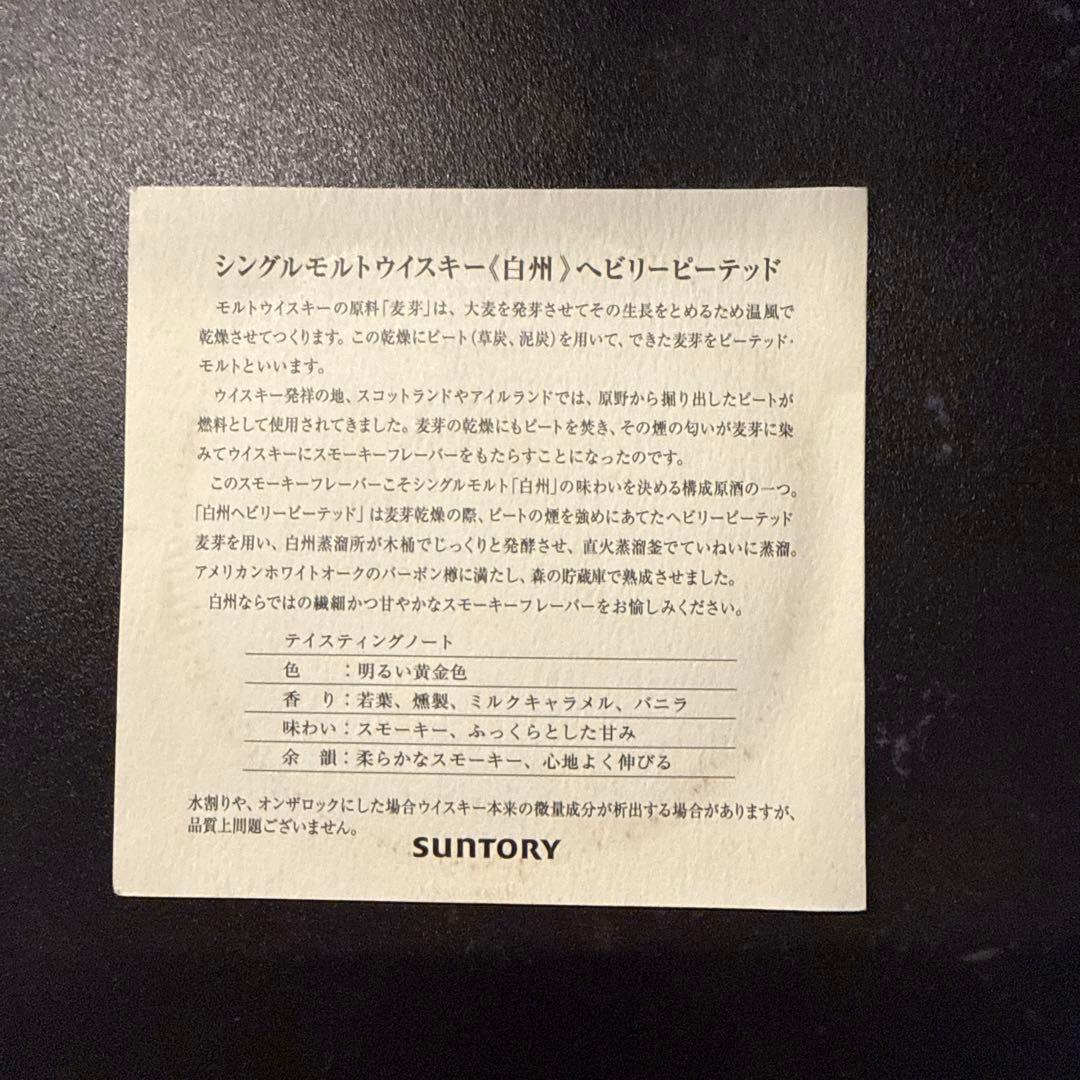 シングルモルトウイスキー《白州》ヘビリーピーテッド
モルトウイスキーの原料「麦芽」は、大麦を発芽させてその生長をとめるため温風で
乾燥させてつくります。この乾燥にピート(草炭、泥炭)を用いて、できた麦芽をピーテッド・
モルトといいます。
ウイスキー発祥の地、スコットランドやアイルランドでは、原野から掘り出したピートが
燃料として使用されてきました。麦芽の乾燥にもピートを焚き、その煙の匂いが麦芽に染
みてウイスキーにスモーキーフレーバーをもたらすことになったのです。
このスモーキーフレーバーこそシングルモルト「白州」の味わいを決める構成原酒の一つ。
「白州ヘビリーピーテッド」は麦芽乾燥の際、ピートの煙を強めにあてたヘビリーピーテッド
麦芽を用い、白州蒸溜所が木桶でじっくりと発酵させ、直火蒸溜釜でていねいに蒸溜。
アメリカンホワイトオークのバーボン樽に満たし、森の貯蔵庫で熟成させました。
白州ならではの繊細かつ甘やかなスモーキーフレーバーをお愉しみください。
テイスティングノート
色　：明るい黄金色
香　り：若葉、燻製、ミルクキャラメル、バニラ
味わい：スモーキー、ふっくらとした甘み
余　韻：柔らかなスモーキー、心地よく伸びる
水割りや、オンザロックにした場合ウイスキー本来の微量成分が析出する場合がありますが、
品質上問題ございません。
SUNTORY